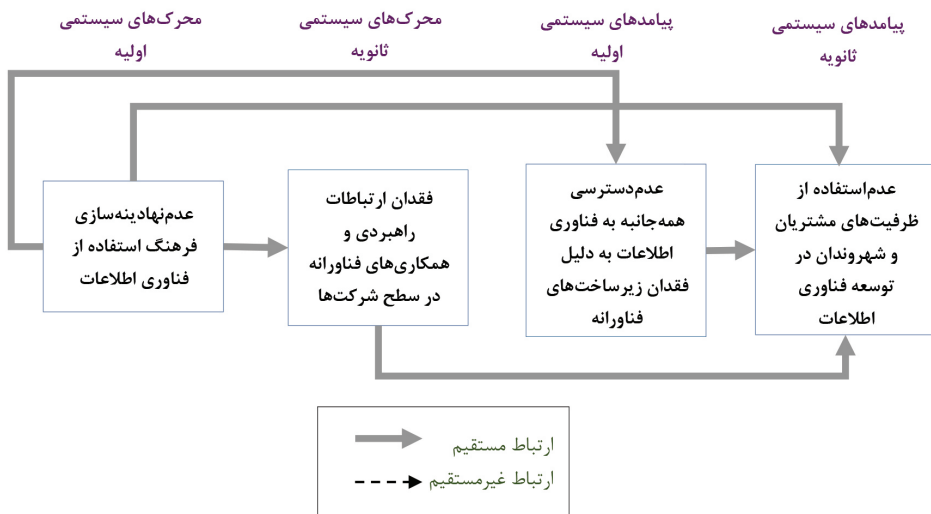 محرک‌های سیستمی
اولیه
محرک‌های سیستمی
ثانویه
پیامدهای سیستمی
اولیه
پیامدهای سیستمی
ثانویه
عدم‌نهادینه‌سازی
فرهنگ استفاده از
فناوری اطلاعات
فقدان ارتباطات
راهبردی و
همکاری‌های فناورانه
در سطح شرکت‌ها
عدم‌دسترسی
همه‌جانبه به فناوری
اطلاعات به دلیل
فقدان زیرساخت‌های
فناورانه
عدم‌استفاده از
ظرفیت‌های مشتریان
و شهروندان در
توسعه فناوری
اطلاعات
ارتباط مستقیم
ارتباط غیرمستقیم